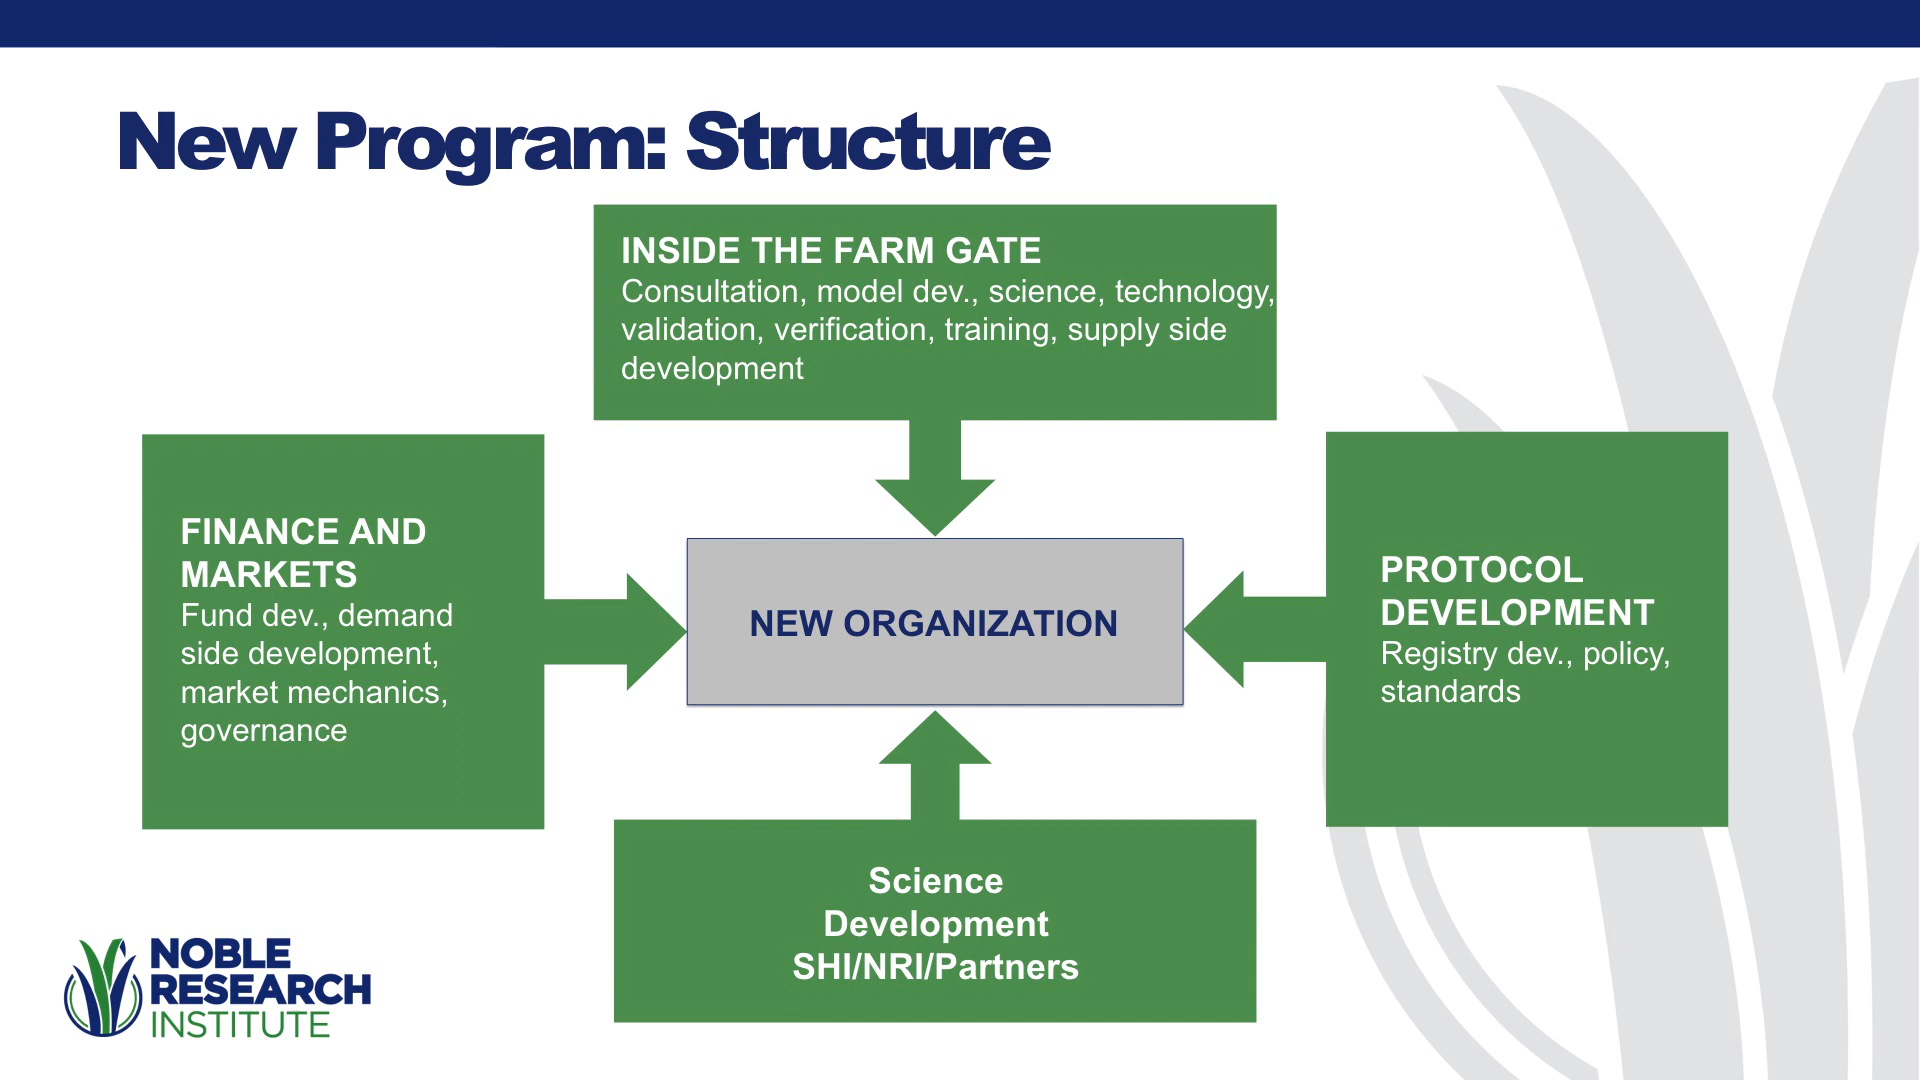 New Program: Structure
INSIDE THE FARM GATE
Consultation, model dev., science, technology,
validation, verification, training, supply side
development
FINANCE AND
MARKETS
Fund dev., demand
side development,
market mechanics,
governance
NEW ORGANIZATION
PROTOCOL
DEVELOPMENT
Registry dev., policy,
standards
Science
Development
SHI/NRI/Partners
NOBLE
RESEARCH
INSTITUTE